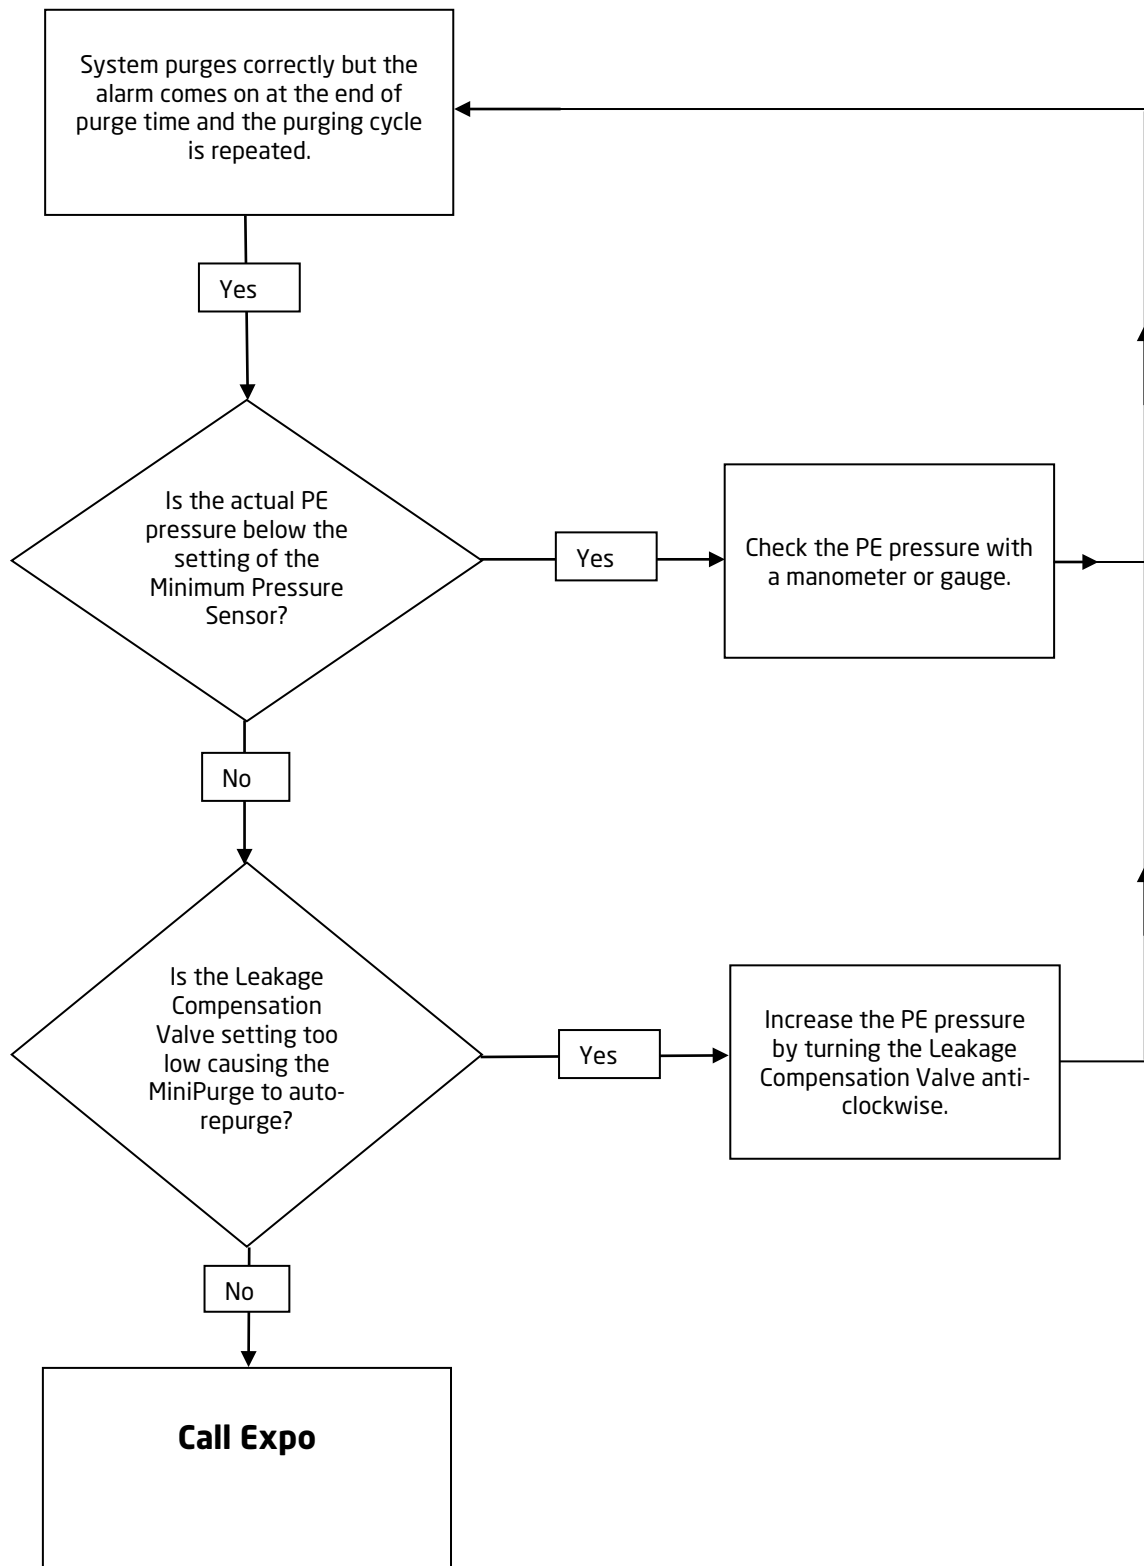 System purges correctly but the
alarm comes on at the end of
purge time and the purging cycle
is repeated.
Yes
Is the actual PE
pressure below the
setting of the
Minimum Pressure
Sensor?
Yes
Check the PE pressure with
a manometer or gauge.
No
Is the Leakage
Compensation
Valve setting too
low causing the
MiniPurge to auto-
repurge?
Yes
Increase the PE pressure
by turning the Leakage
Compensation Valve anti-
clockwise.
No
Call Expo